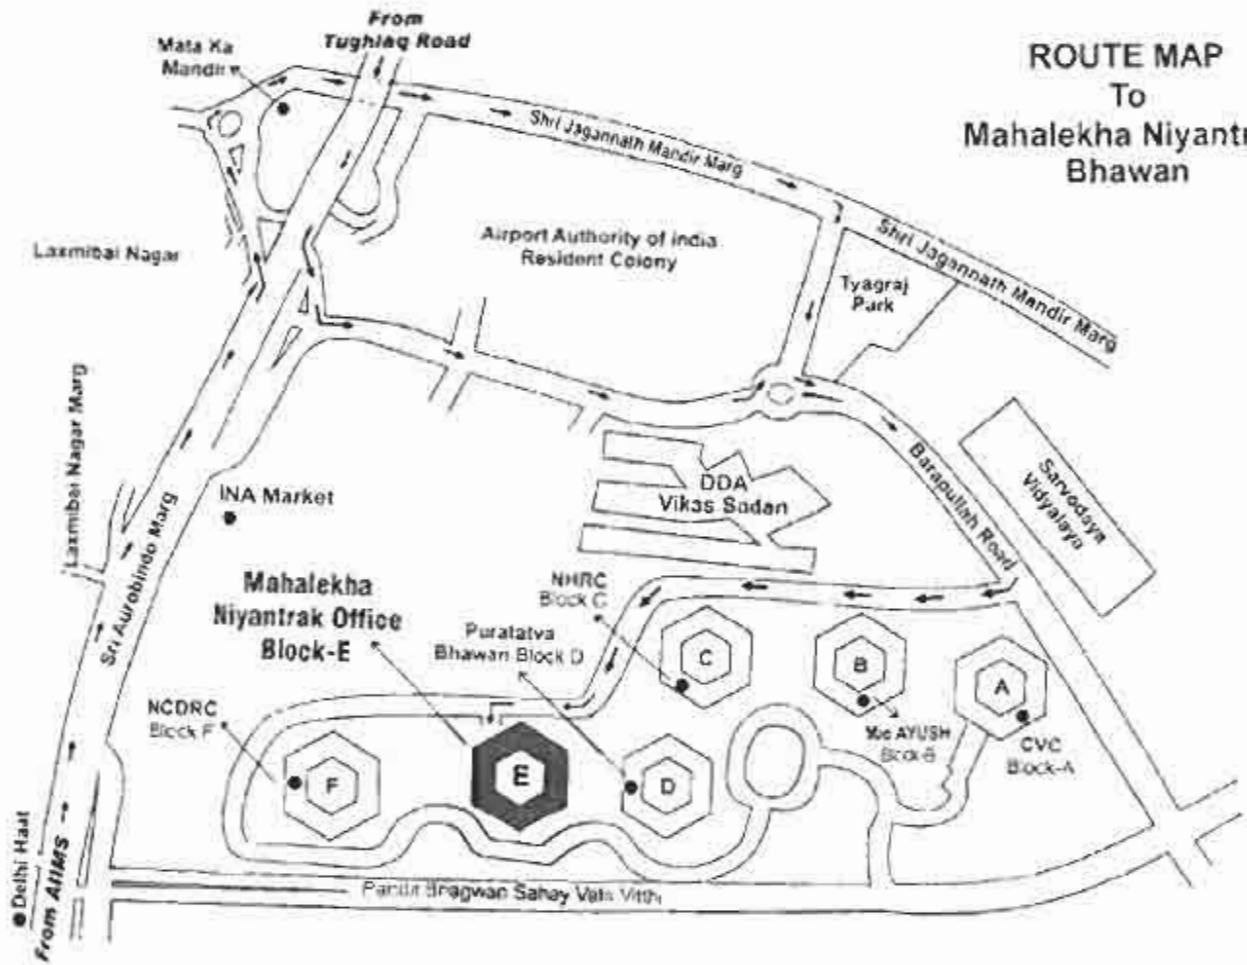 From
Tughlaq Road
Mata Ka
Mandir
ROUTE MAP
To
Mahalekha Niyantr
Bhawan
Shri Jagannath Mandir Marg
Shri Jagannath Mandir Marg
Laxmibai Nagar
Airport Authority of India
Resident Colony
Tyagraj
Park
Laxmibai Nagar Marg
Sri Aurobindo Marg
INA Market
DDA
Vikas Sadan
Barapullah Road
Sarvodaya
Vidyalaya
Mahalekha
Niyantrak Office
Block-E
NHRC
Block C
Puratatva
Bhawan Block D
NCDRC
Block F
C
B
A
F
E
D
AYUSH
Block-B
CVC
Block-A
Delhi Haat
From AIIMS
Pandit Bhagwan Sahay Vats Vithi